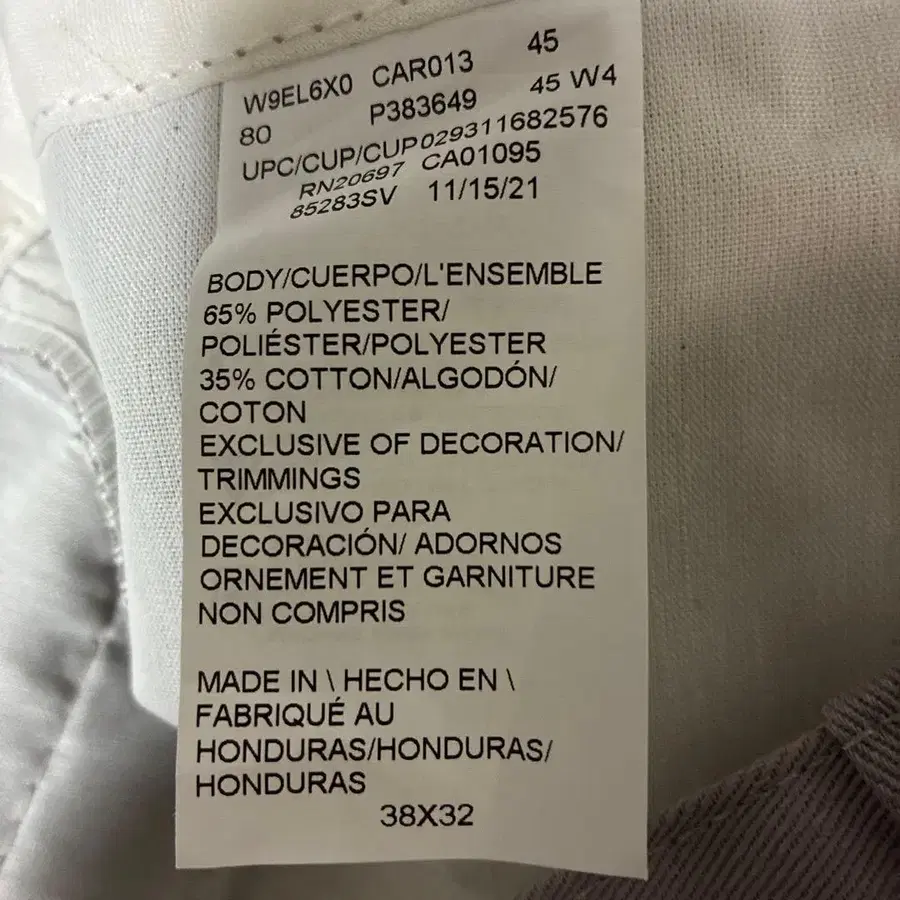 W9EL6X0 CAR013 45
80 P383649 45 W4
UPC/CUP/CUP029311682576
RN20697 CA01095
85283SV 11/15/21
BODY/CUERPO/L'ENSEMBLE
65% POLYESTER/
POLIÉSTER/POLYESTER
35% COTTON/ALGODÓN/
COTON
EXCLUSIVE OF DECORATION/
TRIMMINGS
EXCLUSIVO PARA
DECORACIÓN/ ADORNOS
ORNEMENT ET GARNITURE
NON COMPRIS
MADE IN \ HECHO EN \
FABRIQUÉ AU
HONDURAS/HONDURAS/
HONDURAS
38X32